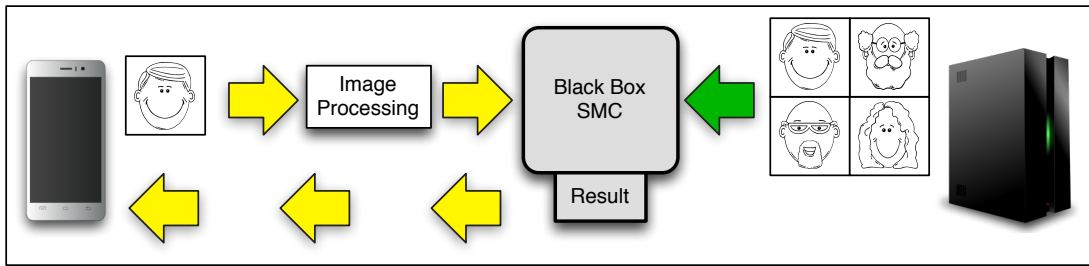 Image
Processing
Black Box
SMC
Result